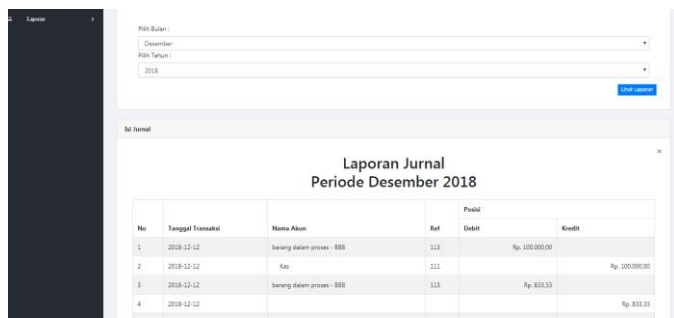 Laporan
Pilih Bulan :
Desember
Pilih Tahun :
2018
Lihat Laporan
Isi Jurnal
×
Laporan Jurnal
Periode Desember 2018
Posisi
No Tanggal Transaksi Nama Akun Ref Debit Kredit
1 2018-12-12 barang dalam proses - BBB 113 Rp. 100.000,00
2 2018-12-12 Kas 111 Rp. 100.000,00
3 2018-12-12 barang dalam proses - BBB 113 Rp. 833,33
4 2018-12-12 Rp. 833,33